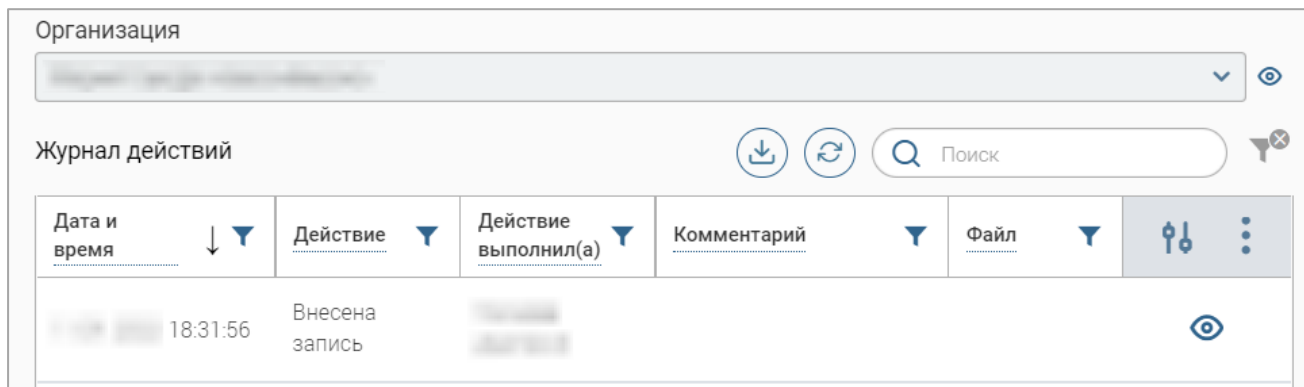 Организация
Журнал действий
Поиск
Дата и
время
Действие
Действие
выполнил(а)
Комментарий
Файл
18:31:56
Внесена
запись